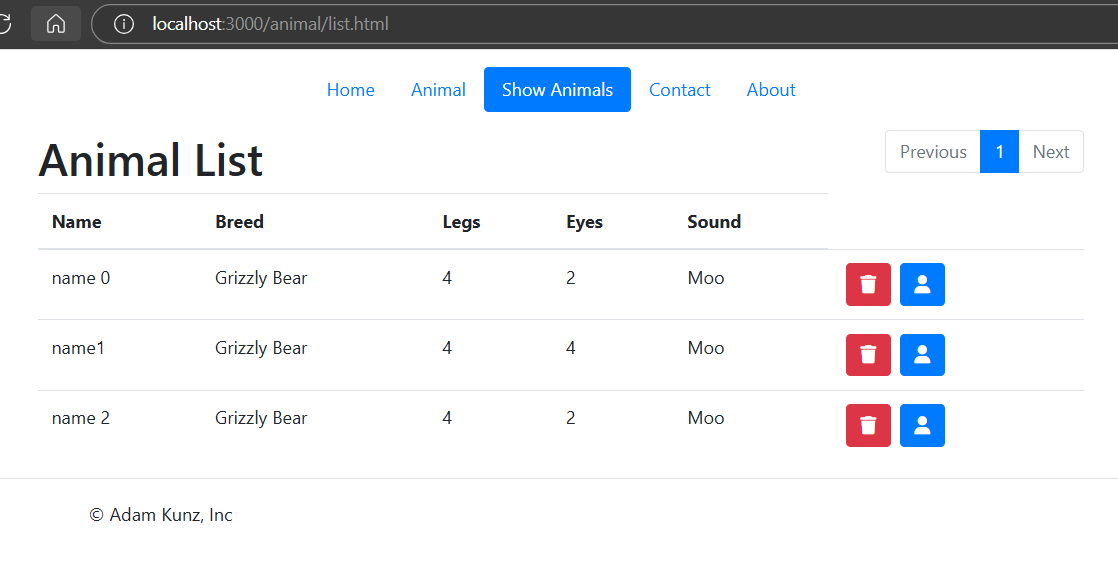 localhost:3000/animal/list.html
Home Animal Show Animals Contact About
Animal List
Previous 1 Next
Name Breed Legs Eyes Sound
name 0 Grizzly Bear 4 2 Moo
name1 Grizzly Bear 4 4 Moo
name 2 Grizzly Bear 4 2 Moo
© Adam Kunz, Inc